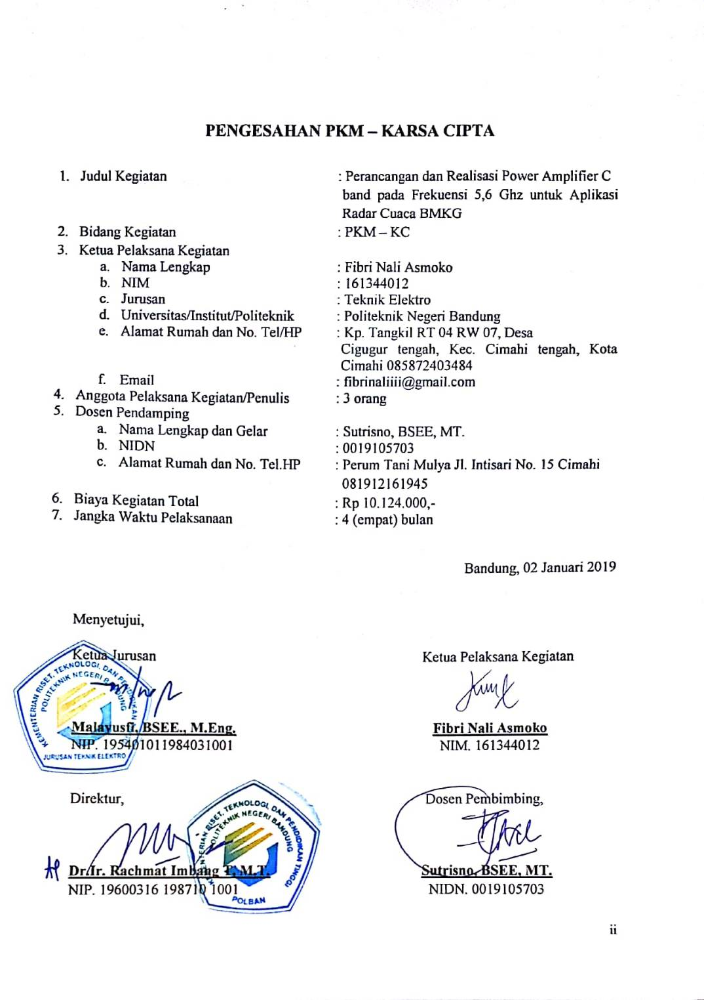 PENGESAHAN PKM – KARSA CIPTA
1. Judul Kegiatan : Perancangan dan Realisasi Power Amplifier C
band pada Frekuensi 5,6 Ghz untuk Aplikasi
Radar Cuaca BMKG
2. Bidang Kegiatan : PKM – KC
3. Ketua Pelaksana Kegiatan
a. Nama Lengkap : Fibri Nali Asmoko
b. NIM : 161344012
c. Jurusan : Teknik Elektro
d. Universitas/Institut/Politeknik : Politeknik Negeri Bandung
e. Alamat Rumah dan No. Tel/HP : Kp. Tangkil RT 04 RW 07, Desa
Cigugur tengah, Kec. Cimahi tengah, Kota
Cimahi 085872403484
f. Email : fibrinaliiii@gmail.com
4. Anggota Pelaksana Kegiatan/Penulis : 3 orang
5. Dosen Pendamping
a. Nama Lengkap dan Gelar : Sutrisno, BSEE, MT.
b. NIDN : 0019105703
c. Alamat Rumah dan No. Tel.HP : Perum Tani Mulya Jl. Intisari No. 15 Cimahi
081912161945
6. Biaya Kegiatan Total : Rp 10.124.000,-
7. Jangka Waktu Pelaksanaan : 4 (empat) bulan
Bandung, 02 Januari 2019
Menyetujui,
Ketua Jurusan Ketua Pelaksana Kegiatan
KEMENTERIAN RISET, TEKNOLOGI, DAN PENDIDIKAN
POLITEKNIK NEGERI BANDUNG
Malayusfi, BSEE., M.Eng. Fibri Nali Asmoko
NIP. 195401011984031001 NIM. 161344012
JURUSAN TEKNIK ELEKTRO
Direktur, Dosen Pembimbing,
KEMENTERIAN RISET, TEKNOLOGI, DAN PENDIDIKAN TINGGI
POLITEKNIK NEGERI BANDUNG
Dr.Ir. Rachmat Imbang T, M.T. Sutrisno, BSEE, MT.
NIP. 19600316 198710 1001 NIDN. 0019105703
POLBAN
ii